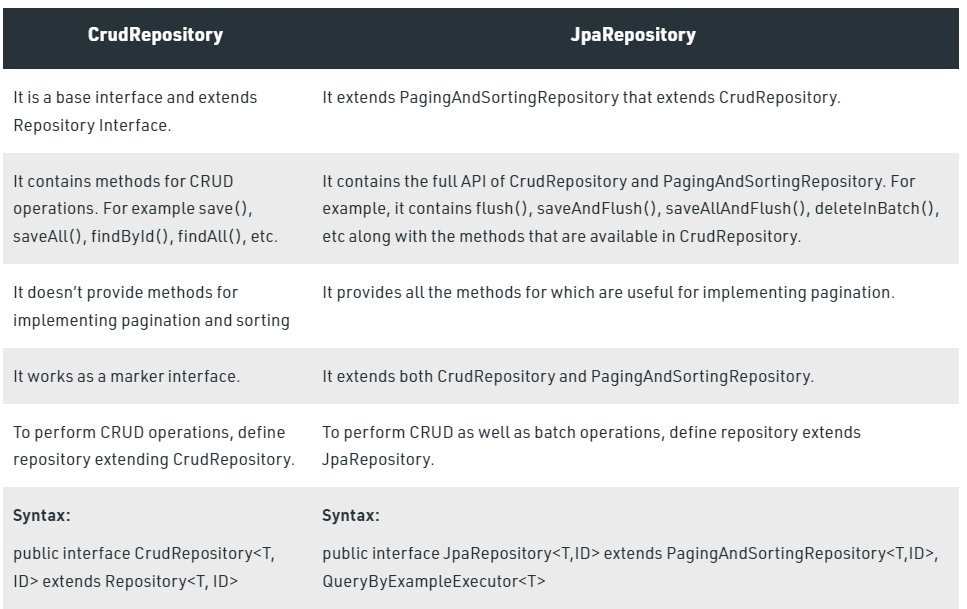 CrudRepository
JpaRepository
It is a base interface and extends
Repository Interface.
It extends PagingAndSortingRepository that extends CrudRepository.
It contains methods for CRUD
operations. For example save(),
saveAll(), findById(), findAll(), etc.
It contains the full API of CrudRepository and PagingAndSortingRepository. For
example, it contains flush(), saveAndFlush(), saveAllAndFlush(), deleteInBatch(),
etc along with the methods that are available in CrudRepository.
It doesn’t provide methods for
implementing pagination and sorting
It provides all the methods for which are useful for implementing pagination.
It works as a marker interface.
It extends both CrudRepository and PagingAndSortingRepository.
To perform CRUD operations, define
repository extending CrudRepository.
To perform CRUD as well as batch operations, define repository extends
JpaRepository.
Syntax:
public interface CrudRepository<T,
ID> extends Repository<T, ID>
Syntax:
public interface JpaRepository<T,ID> extends PagingAndSortingRepository<T,ID>,
QueryByExampleExecutor<T>